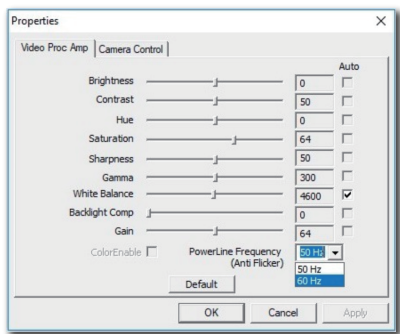 Properties
Video Proc Amp Camera Control
Auto
Brightness 0
Contrast 50
Hue 0
Saturation 64
Sharpness 50
Gamma 300
White Balance 4600
Backlight Comp 0
Gain 64
ColorEnable PowerLine Frequency 50 Hz
(Anti Flicker)
50 Hz
60 Hz
Default
OK Cancel Apply